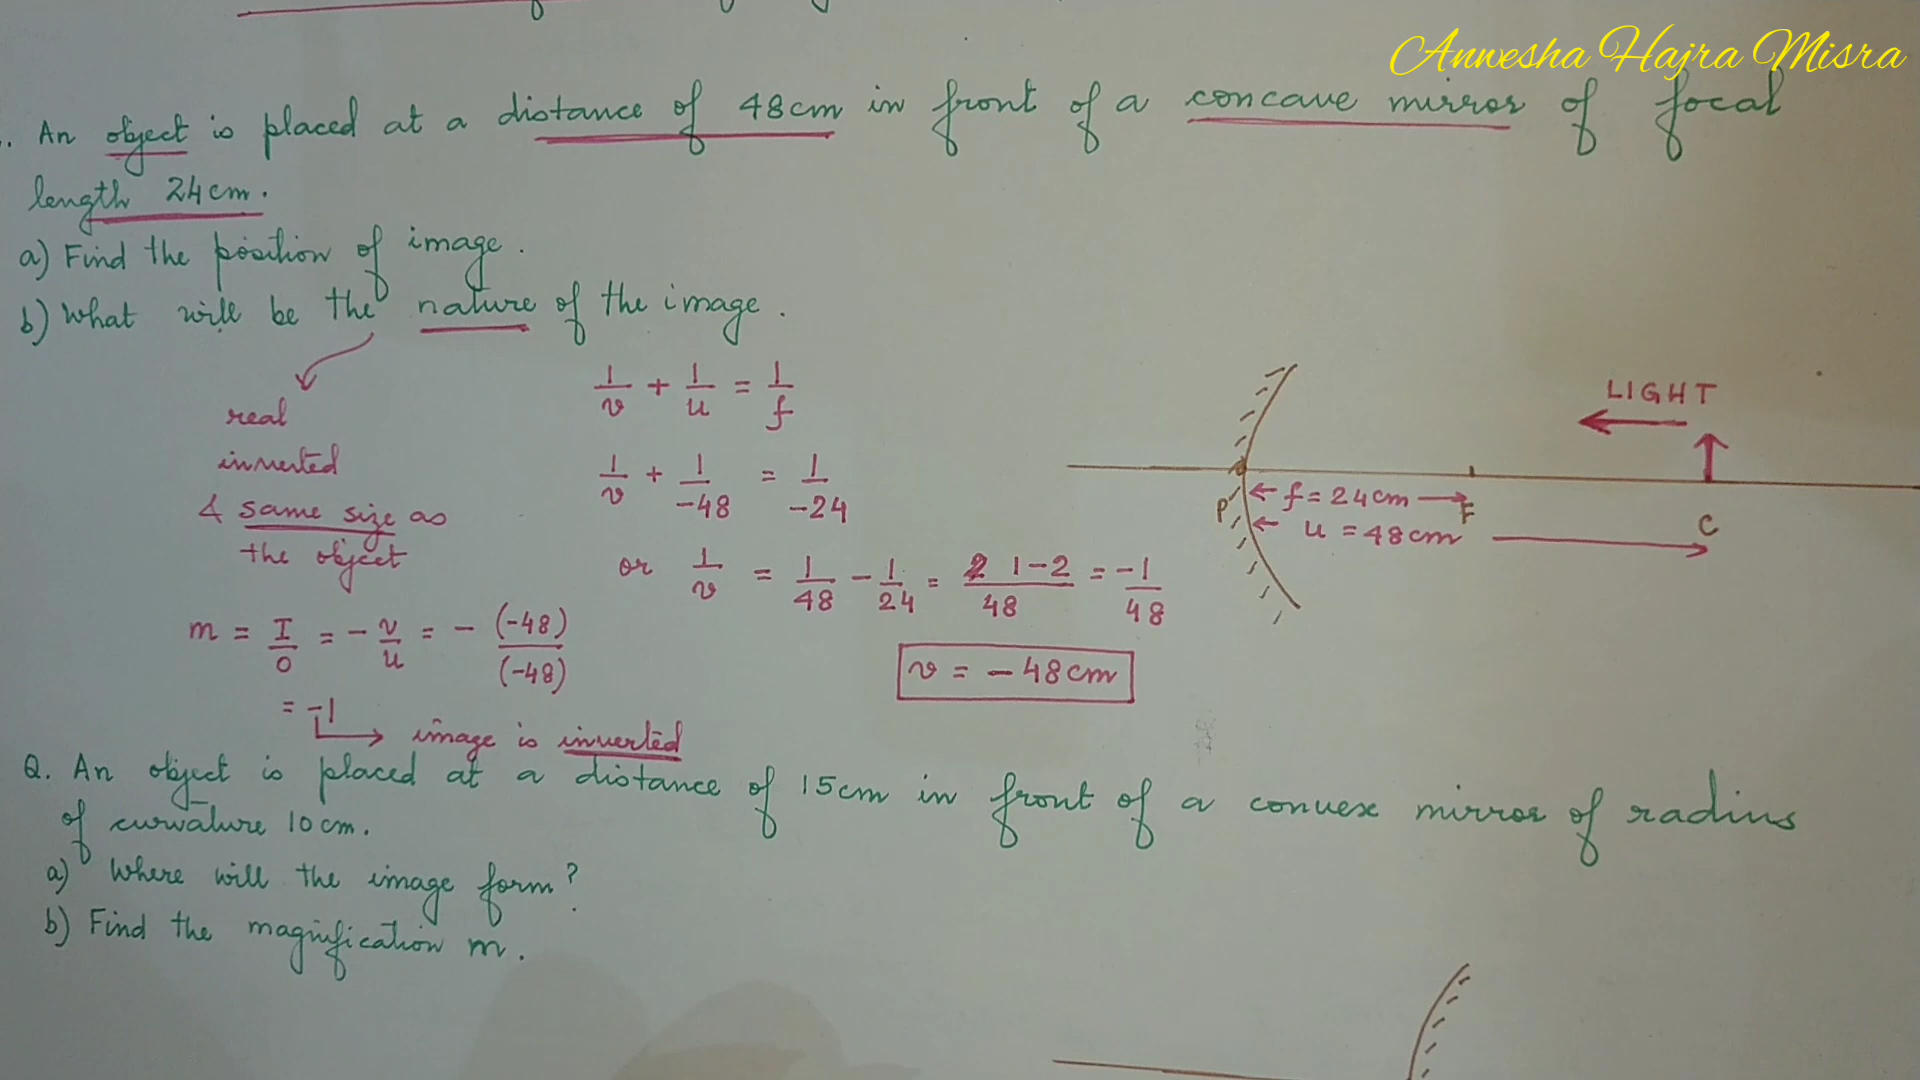 Anwesha Hajra Misra
. An object is placed at a distance of 48cm in front of a concave mirror of focal
length 24cm.
a) Find the position of image.
b) What will be the nature of the image.
real
inverted
& same size as
the object
m = I/O = -v/u = - (-48)/(-48)
= -1
image is inverted
1/v + 1/u = 1/f
1/v + 1/-48 = 1/-24
or 1/v = 1/48 - 1/24 = 1-2/48 = -1/48
v = -48cm
LIGHT
P f = 24cm F
u = 48cm C
Q. An object is placed at a distance of 15cm in front of a convex mirror of radius
of curvature 10cm.
a) Where will the image form?
b) Find the magnification m.